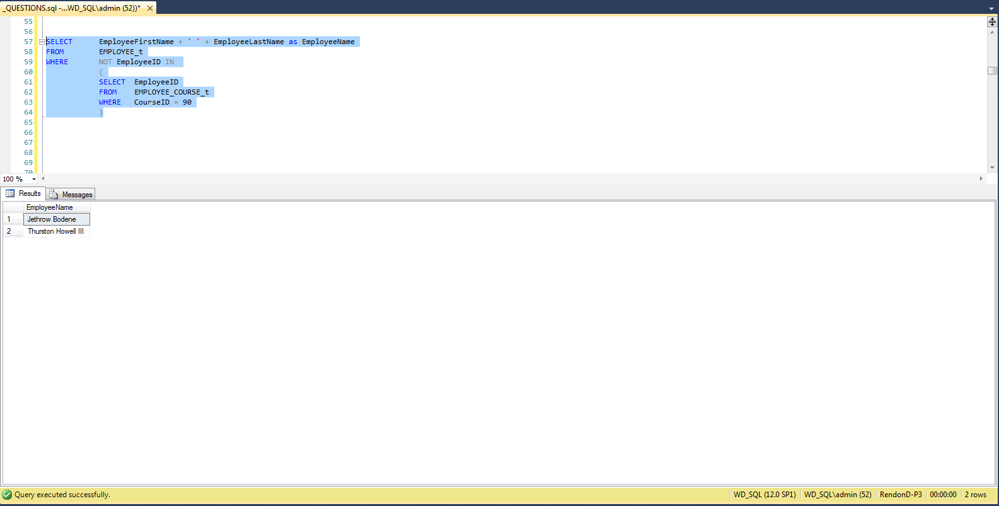 _QUESTIONS.sql -...WD_SQL\admin (52))*
55
56
57 SELECT EmployeeFirstName + ' ' + EmployeeLastName as EmployeeName
58 FROM EMPLOYEE_t
59 WHERE NOT EmployeeID IN
60 (
61 SELECT EmployeeID
62 FROM EMPLOYEE_COURSE_t
63 WHERE CourseID = 90
64 )
65
66
67
68
69
70
100 %
Results Messages
EmployeeName
1 Jethrow Bodene
2 Thurston Howell III
Query executed successfully. WD_SQL (12.0 SP1) WD_SQL\admin (52) RendonD-P3 00:00:00 2 rows